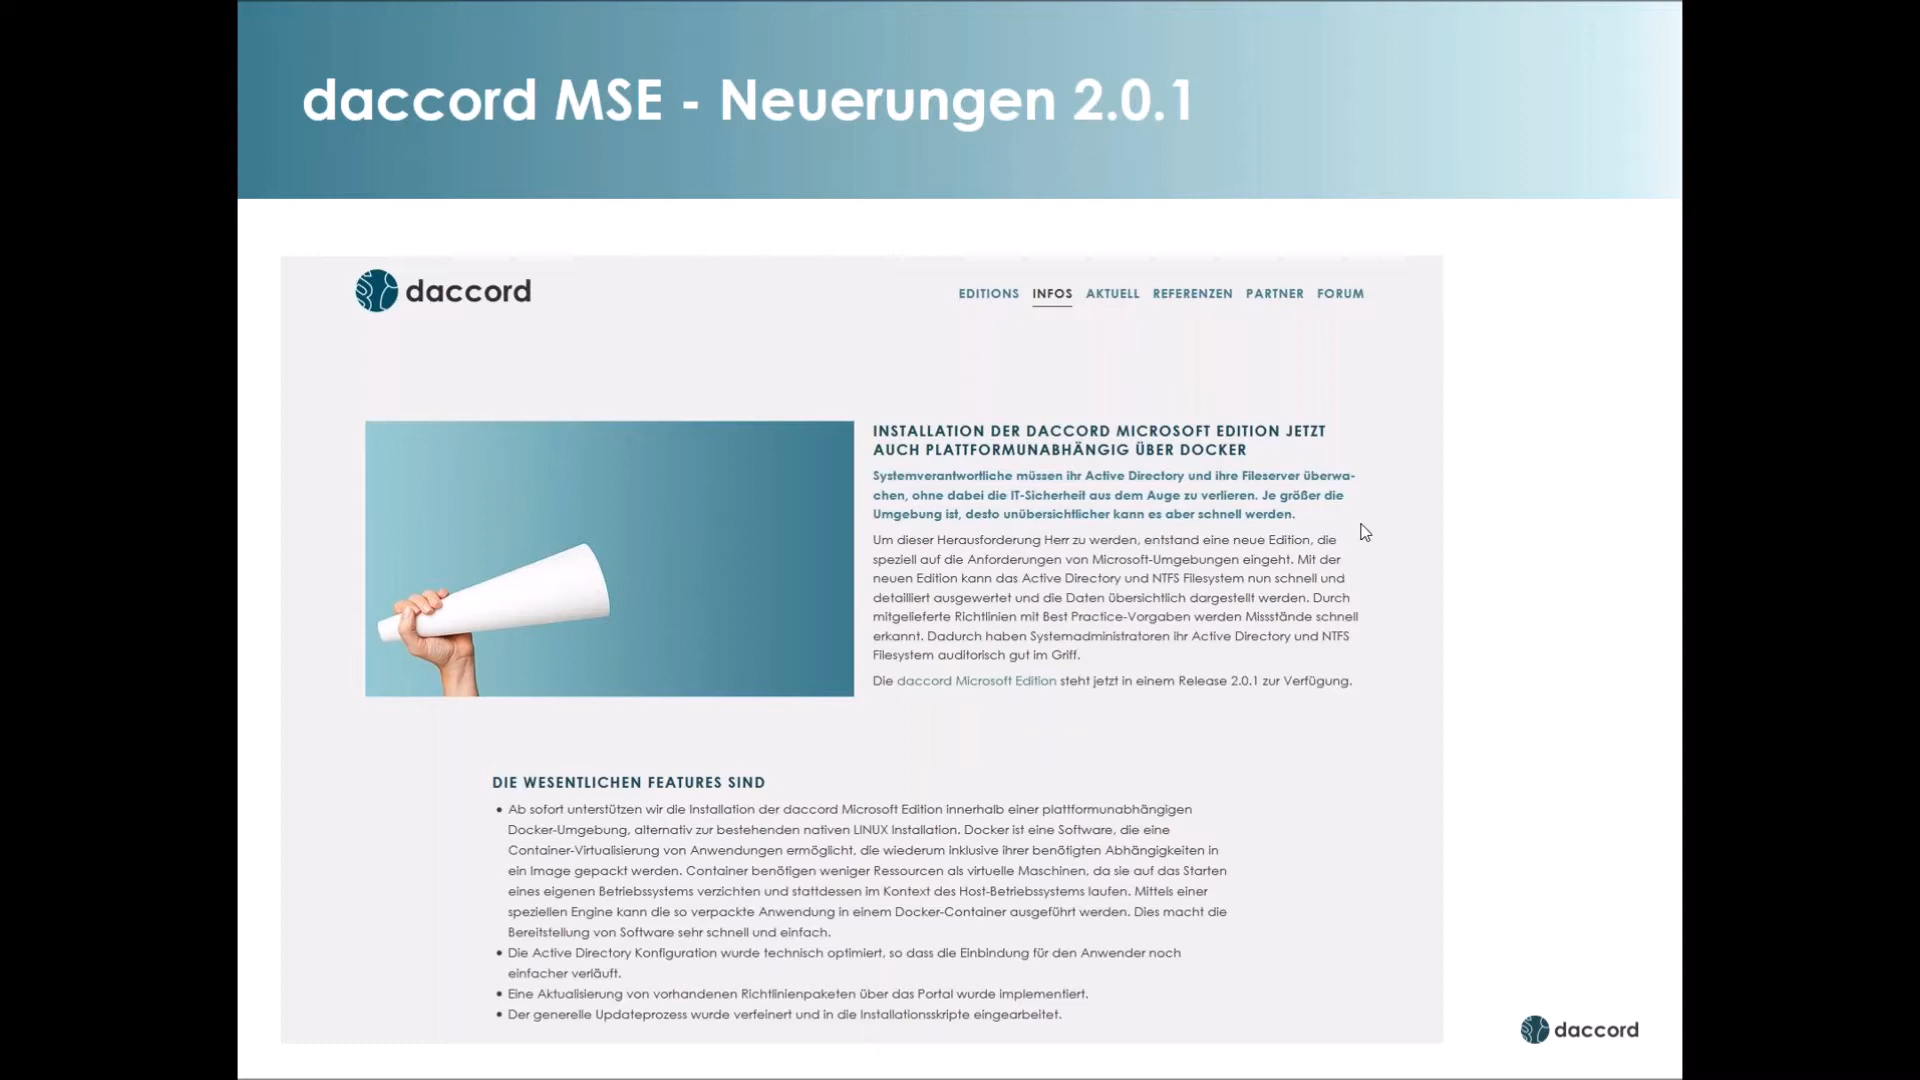 daccord MSE - Neuerungen 2.0.1
daccord
EDITIONS INFOS AKTUELL REFERENZEN PARTNER FORUM
INSTALLATION DER DACCORD MICROSOFT EDITION JETZT
AUCH PLATTFORMUNABHÄNGIG ÜBER DOCKER
Systemverantwortliche müssen ihr Active Directory und ihre Fileserver überwa-
chen, ohne dabei die IT-Sicherheit aus dem Auge zu verlieren. Je größer die
Umgebung ist, desto unübersichtlicher kann es aber schnell werden.
Um dieser Herausforderung Herr zu werden, entstand eine neue Edition, die
speziell auf die Anforderungen von Microsoft-Umgebungen eingeht. Mit der
neuen Edition kann das Active Directory und NTFS Filesystem nun schnell und
detailliert ausgewertet und die Daten übersichtlich dargestellt werden. Durch
mitgelieferte Richtlinien mit Best Practice-Vorgaben werden Missstände schnell
erkannt. Dadurch haben Systemadministratoren ihr Active Directory und NTFS
Filesystem auditorisch gut im Griff.
Die daccord Microsoft Edition steht jetzt in einem Release 2.0.1 zur Verfügung.
DIE WESENTLICHEN FEATURES SIND
• Ab sofort unterstützen wir die Installation der daccord Microsoft Edition innerhalb einer plattformunabhängigen
Docker-Umgebung, alternativ zur bestehenden nativen LINUX Installation. Docker ist eine Software, die eine
Container-Virtualisierung von Anwendungen ermöglicht, die wiederum inklusive ihrer benötigten Abhängigkeiten in
ein Image gepackt werden. Container benötigen weniger Ressourcen als virtuelle Maschinen, da sie auf das Starten
eines eigenen Betriebssystems verzichten und stattdessen im Kontext des Host-Betriebssystems laufen. Mittels einer
speziellen Engine kann die so verpackte Anwendung in einem Docker-Container ausgeführt werden. Dies macht die
Bereitstellung von Software sehr schnell und einfach.
• Die Active Directory Konfiguration wurde technisch optimiert, so dass die Einbindung für den Anwender noch
einfacher verläuft.
• Eine Aktualisierung von vorhandenen Richtlinienpaketen über das Portal wurde implementiert.
• Der generelle Updateprozess wurde verfeinert und in die Installationsskripte eingearbeitet.
daccord